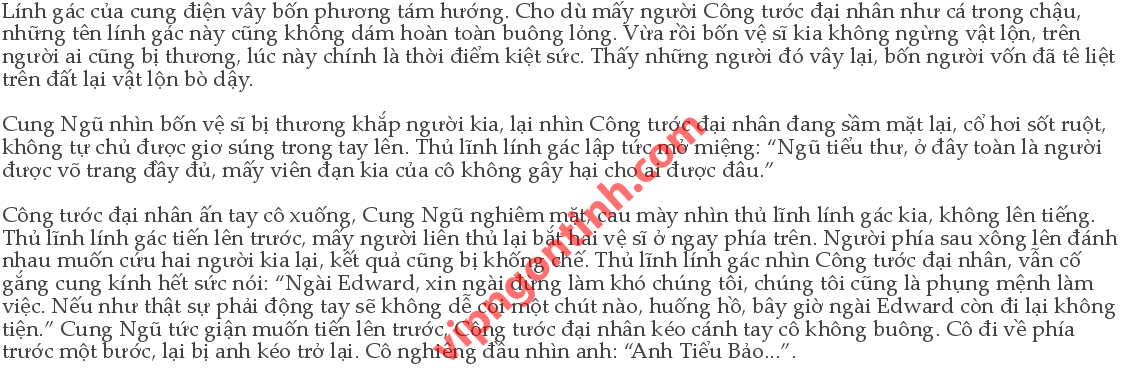 Lính gác của cung điện vây bốn phương tám hướng. Cho dù mấy người Công tước đại nhân như cá trong chậu,
những tên lính gác này cũng không dám hoàn toàn buông lỏng. Vừa rồi bốn vệ sĩ kia không ngừng vật lộn, trên
người ai cũng bị thương, lúc này chính là thời điểm kiệt sức. Thấy những người đó vây lại, bốn người vốn đã tê liệt
trên đất lại vật lộn bò dậy.
Cung Ngũ nhìn bốn vệ sĩ bị thương khắp người kia, lại nhìn Công tước đại nhân đang sầm mặt lại, cổ hơi sốt ruột,
không tự chủ được giơ súng trong tay lên. Thủ lĩnh lính gác lập tức mở miệng: “Ngũ tiểu thư, ở đây toàn là người
được võ trang đầy đủ, mấy viên đạn kia của cô không gây hại cho ai được đâu.”
Công tước đại nhân ấn tay cô xuống, Cung Ngũ nghiêm mặt, cau mày nhìn thủ lĩnh lính gác kia, không lên tiếng.
Thủ lĩnh lính gác tiến lên trước, mấy người liên thủ lại bắt hai vệ sĩ ở ngay phía trên. Người phía sau xông lên đánh
nhau muốn cứu hai người kia lại, kết quả cũng bị khống chế. Thủ lĩnh lính gác nhìn Công tước đại nhân, vẫn cố
gắng cung kính hết sức nói: “Ngài Edward, xin ngài đừng làm khó chúng tôi, chúng tôi cũng là phụng mệnh làm
việc. Nếu như thật sự phải động tay sẽ không dễ coi một chút nào, huống hồ, bây giờ ngài Edward còn đi lại không
tiện.” Cung Ngũ tức giận muốn tiến lên trước, Công tước đại nhân kéo cánh tay cô không buông. Cô đi về phía
trước một bước, lại bị anh kéo trở lại. Cô nghiêng đầu nhìn anh: “Anh Tiểu Bảo...”.
vipngontinh.com